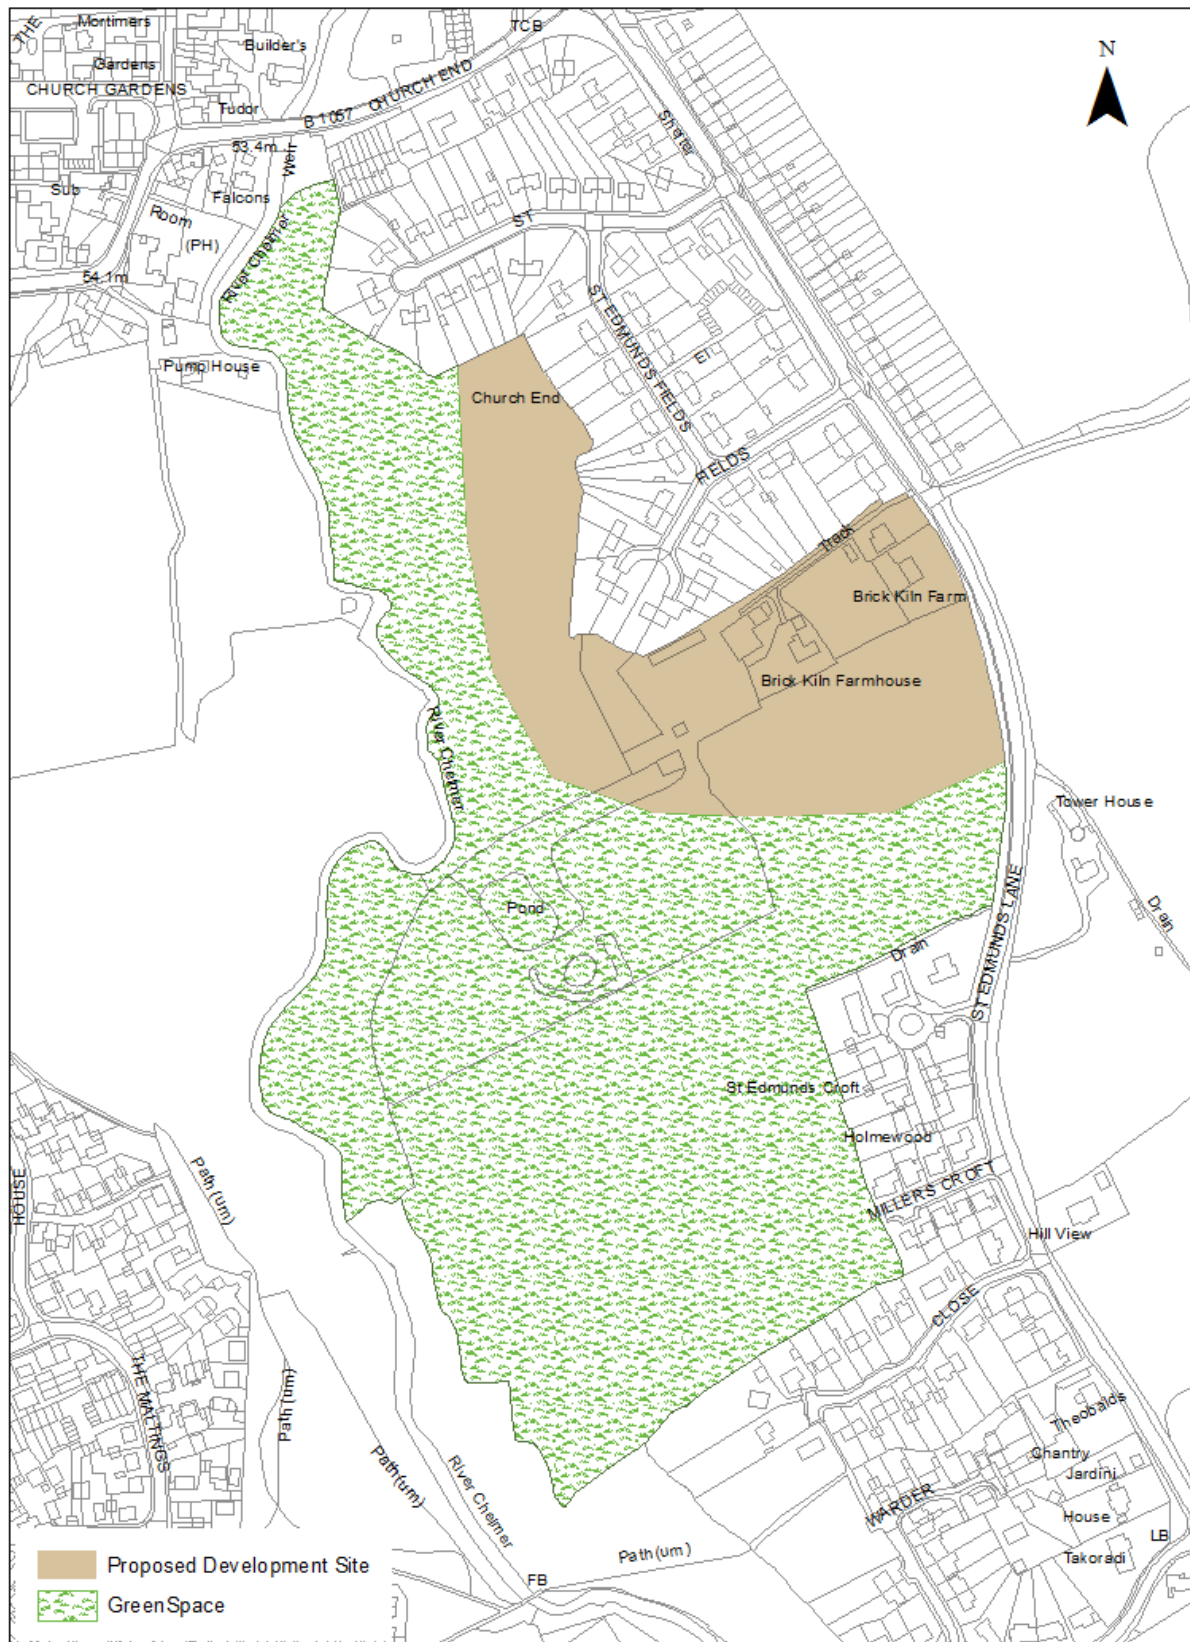 THE
Mortimers
TCB
Builder's
Gardens
CHURCH GARDENS
Tudor
B 1057
CHURCH END
N
53.4m
Weir
Shelter
Sub
Falcons
Room
(PH)
ST
River Chelmer
54.1m
ST EDMUNDS FIELDS
El
Pump House
Church End
FIELDS
Track
Brick Kiln Farm
Brick Kiln Farmhouse
River Chelmer
Tower House
Pond
Drain
Drain
ST EDMUNDS LANE
St Edmunds Croft
Holmewood
Path (um)
HOUSE
MILLERS CROFT
Hill View
CLOSE
THE MALTINGS
Path (um)
Theobalds
Chantry
Jardini
Path (um)
River Chelmer
WARDER
House
LB
Takoradi
Path (um)
FB
Proposed Development Site
GreenSpace